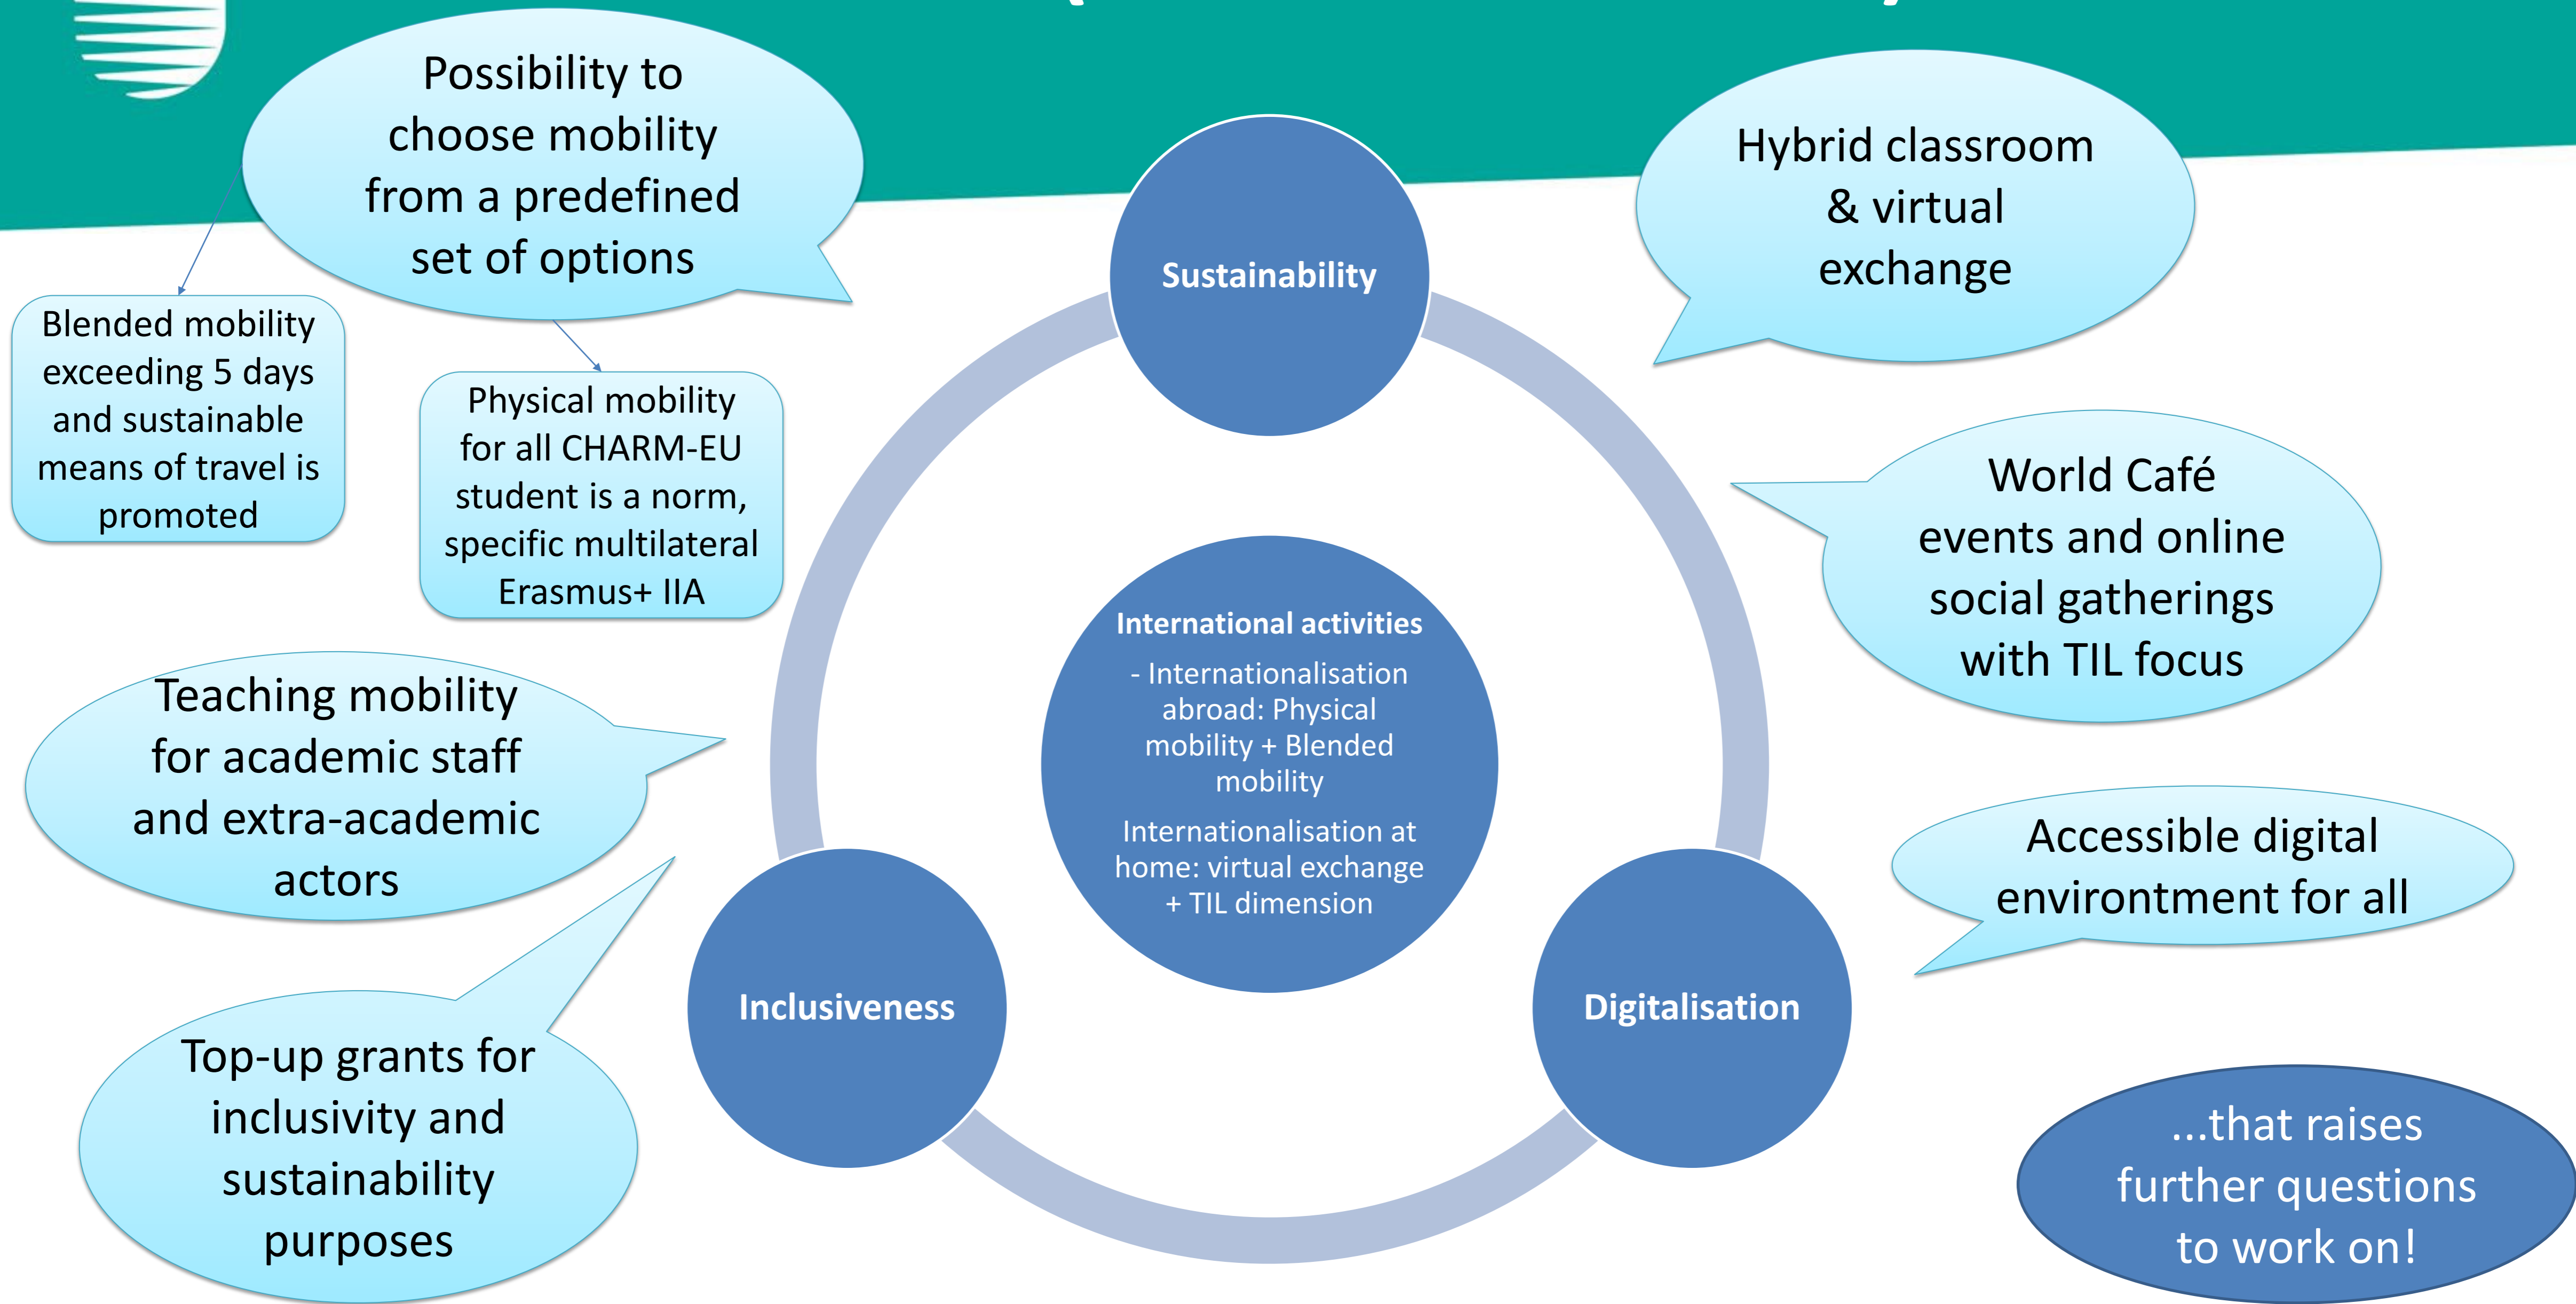 Possibility to
choose mobility
from a predefined
set of options
Hybrid classroom
& virtual
exchange
Sustainability
Blended mobility
exceeding 5 days
and sustainable
means of travel is
promoted
Physical mobility
for all CHARM-EU
student is a norm,
specific multilateral
Erasmus+ IIA
World Café
events and online
social gatherings
with TIL focus
International activities
- Internationalisation
abroad: Physical
mobility + Blended
mobility
Internationalisation at
home: virtual exchange
+ TIL dimension
Teaching mobility
for academic staff
and extra-academic
actors
Accessible digital
environtment for all
Inclusiveness
Digitalisation
Top-up grants for
inclusivity and
sustainability
purposes
...that raises
further questions
to work on!